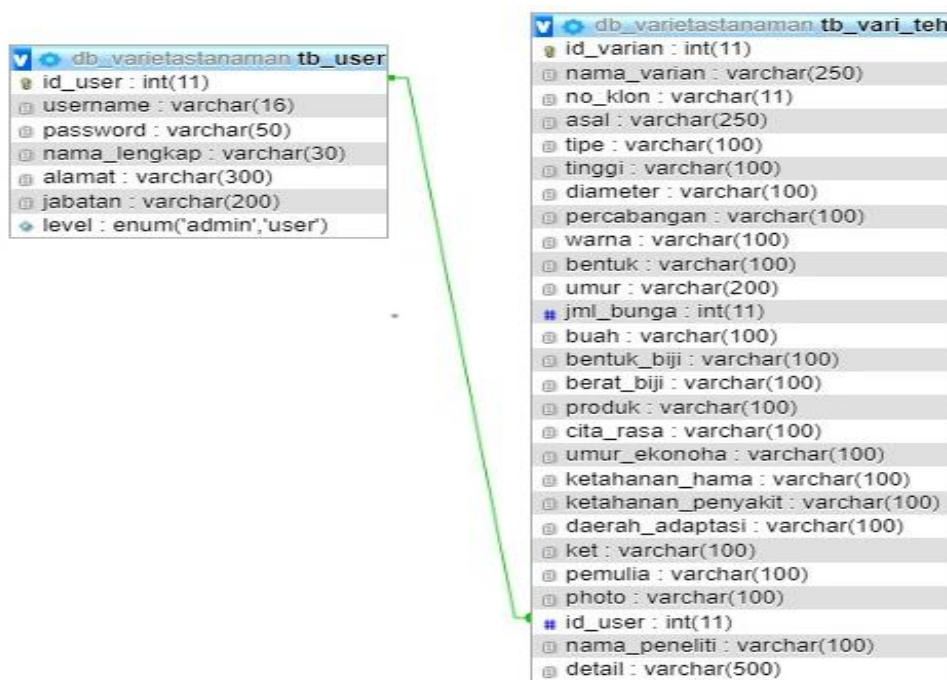 db_varietastanaman tb_user
id_user : int(11)
username : varchar(16)
password : varchar(50)
nama_lengkap : varchar(30)
alamat : varchar(300)
jabatan : varchar(200)
level : enum('admin','user')
db_varietastanaman tb_vari_teh
id_varian : int(11)
nama_varian : varchar(250)
no_klon : varchar(11)
asal : varchar(250)
tipe : varchar(100)
tinggi : varchar(100)
diameter : varchar(100)
percabangan : varchar(100)
warna : varchar(100)
bentuk : varchar(100)
umur : varchar(200)
jml_bunga : int(11)
buah : varchar(100)
bentuk_biji : varchar(100)
berat_biji : varchar(100)
produk : varchar(100)
cita_rasa : varchar(100)
umur_ekonoha : varchar(100)
ketahanan_hama : varchar(100)
ketahanan_penyakit : varchar(100)
daerah_adaptasi : varchar(100)
ket : varchar(100)
pemulia : varchar(100)
photo : varchar(100)
id_user : int(11)
nama_peneliti : varchar(100)
detail : varchar(500)